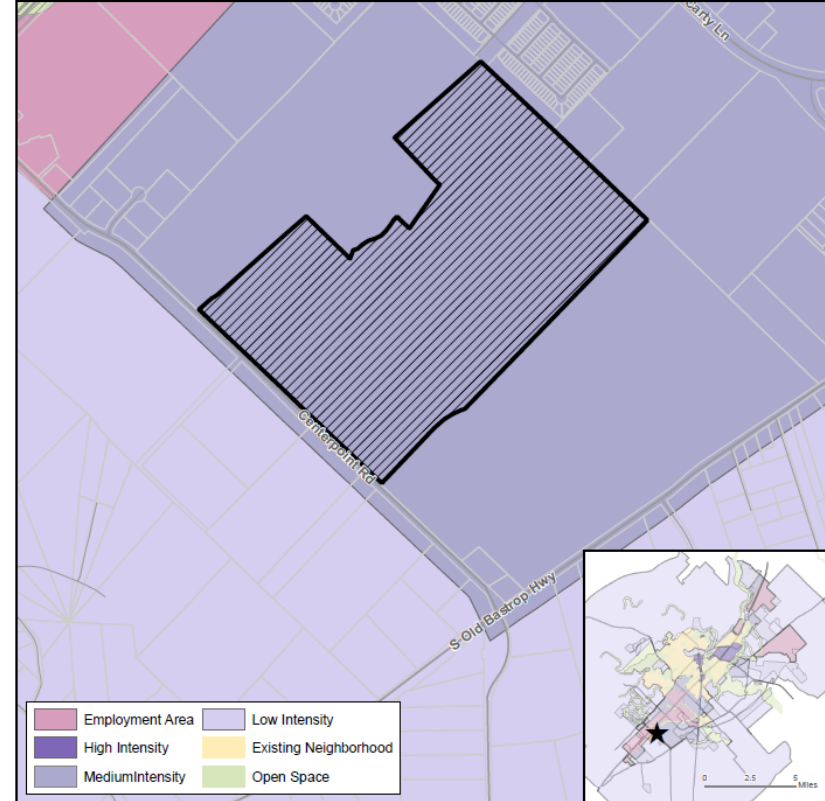 Carty Ln
Centerpoint Rd
S Old Bastrop Hwy
Employment Area
High Intensity
MediumIntensity
Low Intensity
Existing Neighborhood
Open Space
0 2.5 5
Miles